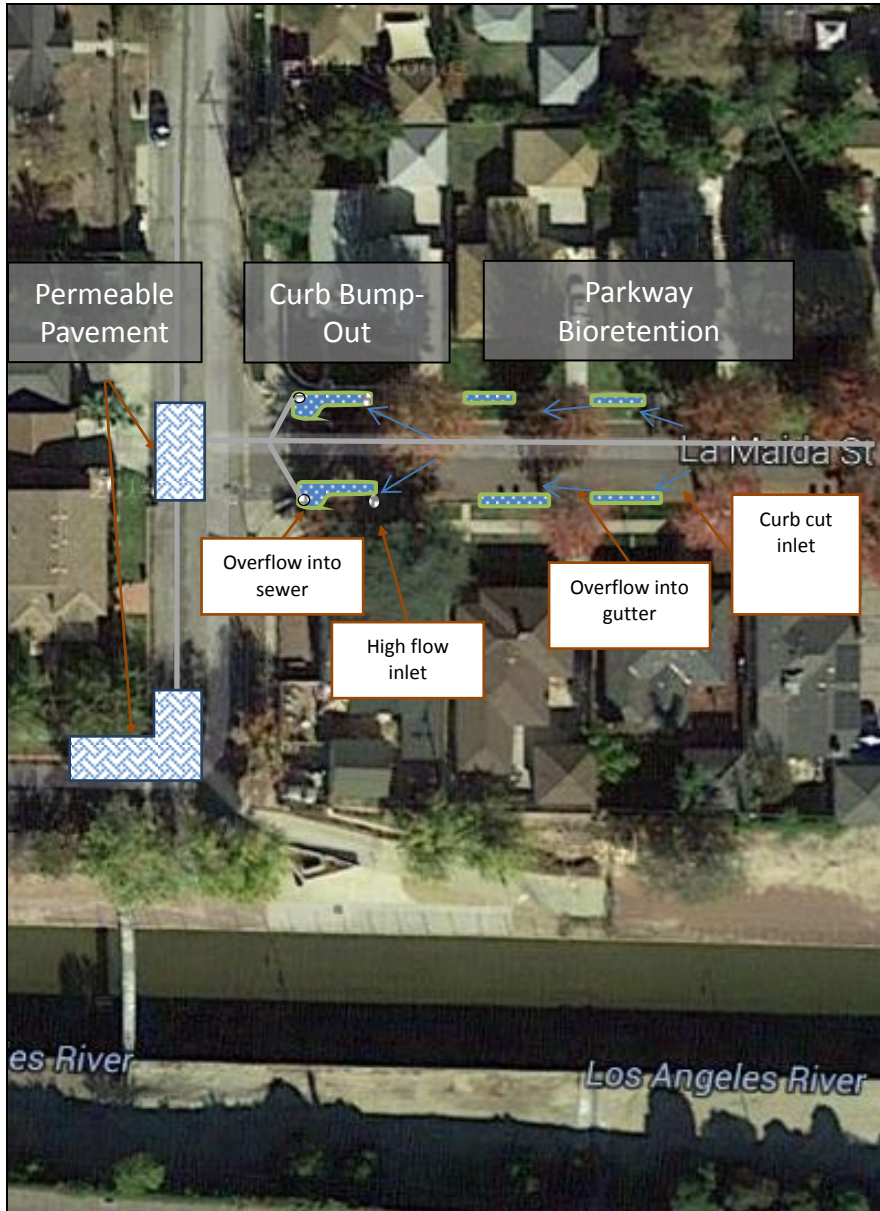 Permeable
Pavement
Curb Bump-
Out
Parkway
Bioretention
La Maida St
Overflow into
sewer
High flow
inlet
Overflow into
gutter
Curb cut
inlet
es River
Los Angeles River